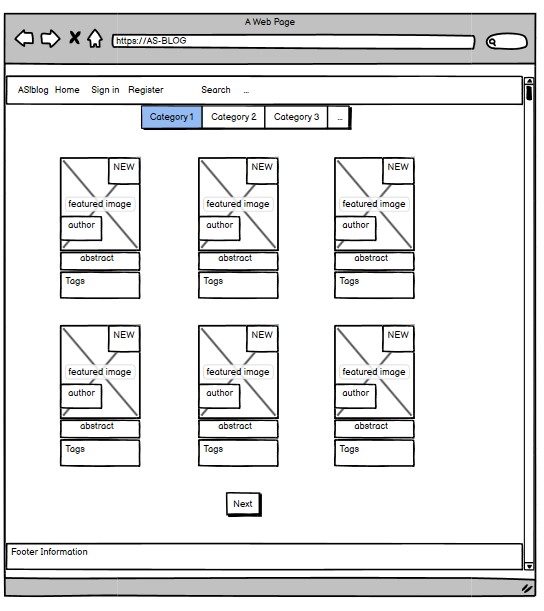 A Web Page
https://AS-BLOG
AS!blog Home Sign in Register Search ...
Category 1 Category 2 Category 3 ...
NEW NEW NEW
featured image featured image featured image
author author author
abstract abstract abstract
Tags Tags Tags
NEW NEW NEW
featured image featured image featured image
author author author
abstract abstract abstract
Tags Tags Tags
Next
Footer Information